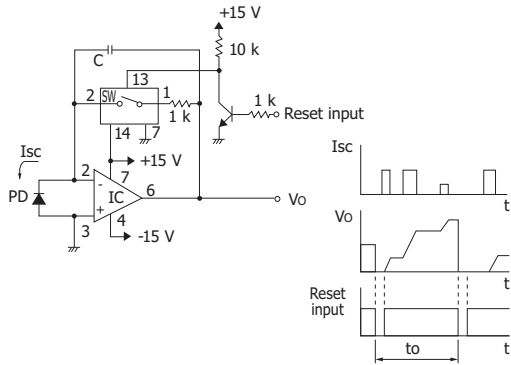 +15 V
10 k
C
13
SW
2
1
1 k
1 k
Reset input
14
7
+15 V
Isc
2
-
7
6
IC
PD
+
3
4
-15 V
Vo
Isc
t
Vo
t
Reset
input
t
to